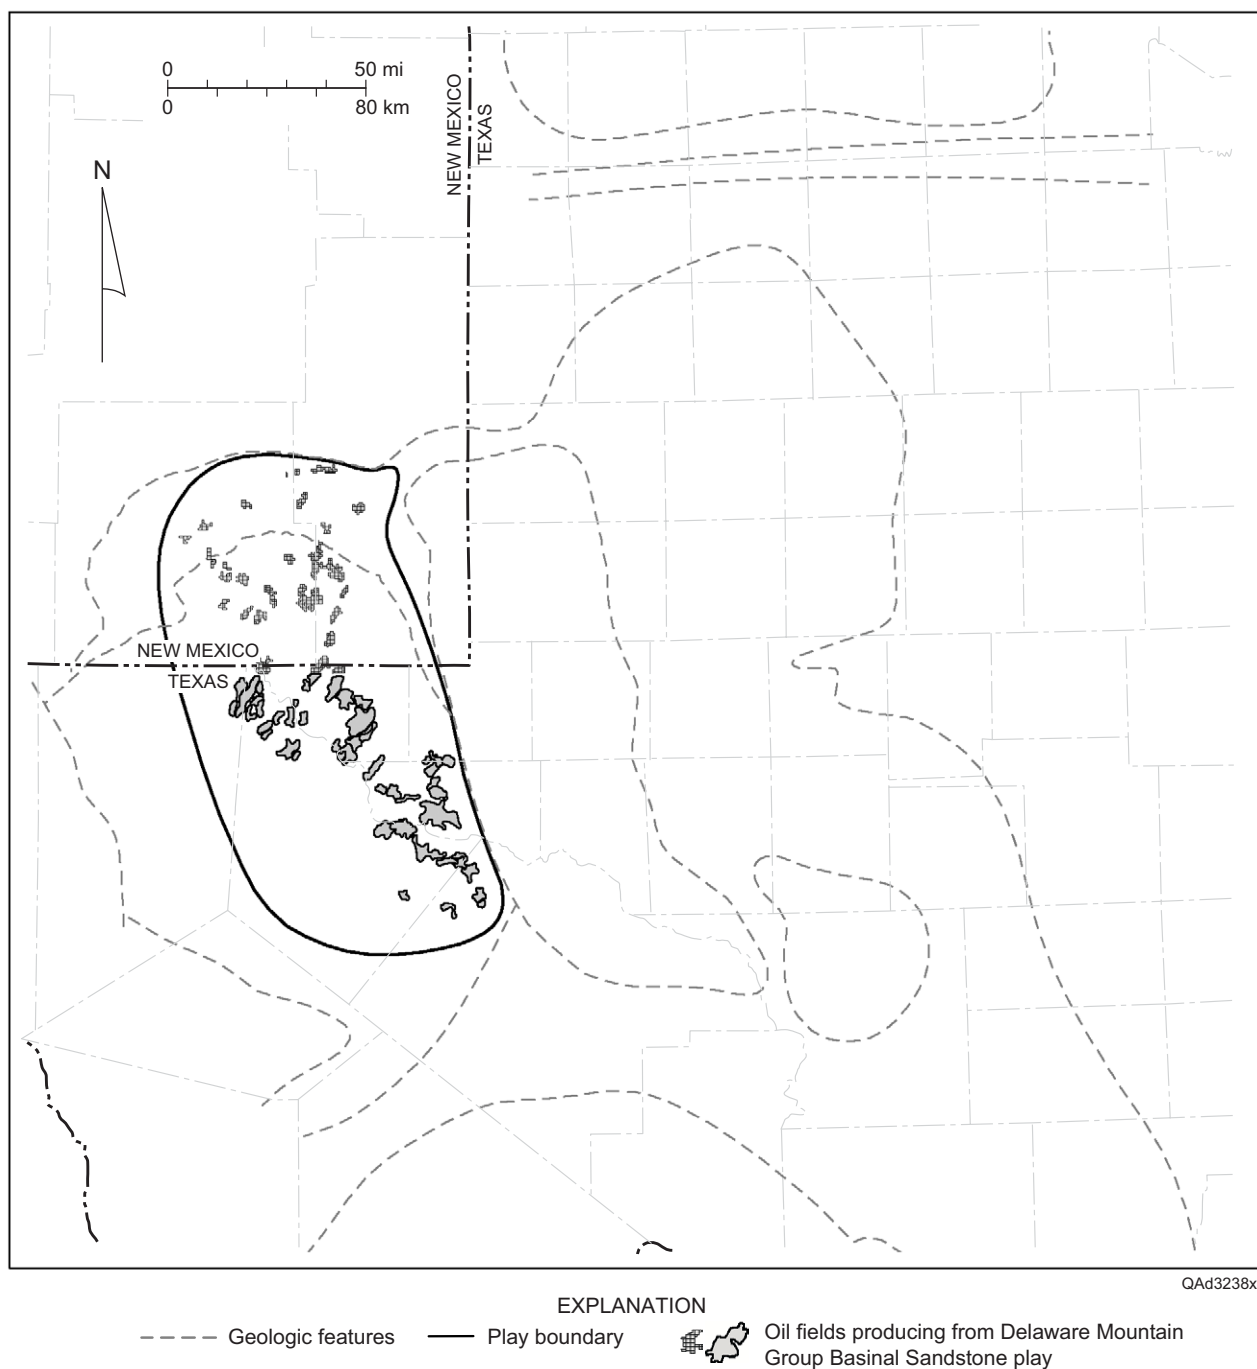 0 50 mi
0 80 km
NEW MEXICO
TEXAS
N
NEW MEXICO
TEXAS
QAd3238x
EXPLANATION
Geologic features
Play boundary
Oil fields producing from Delaware Mountain
Group Basinal Sandstone play